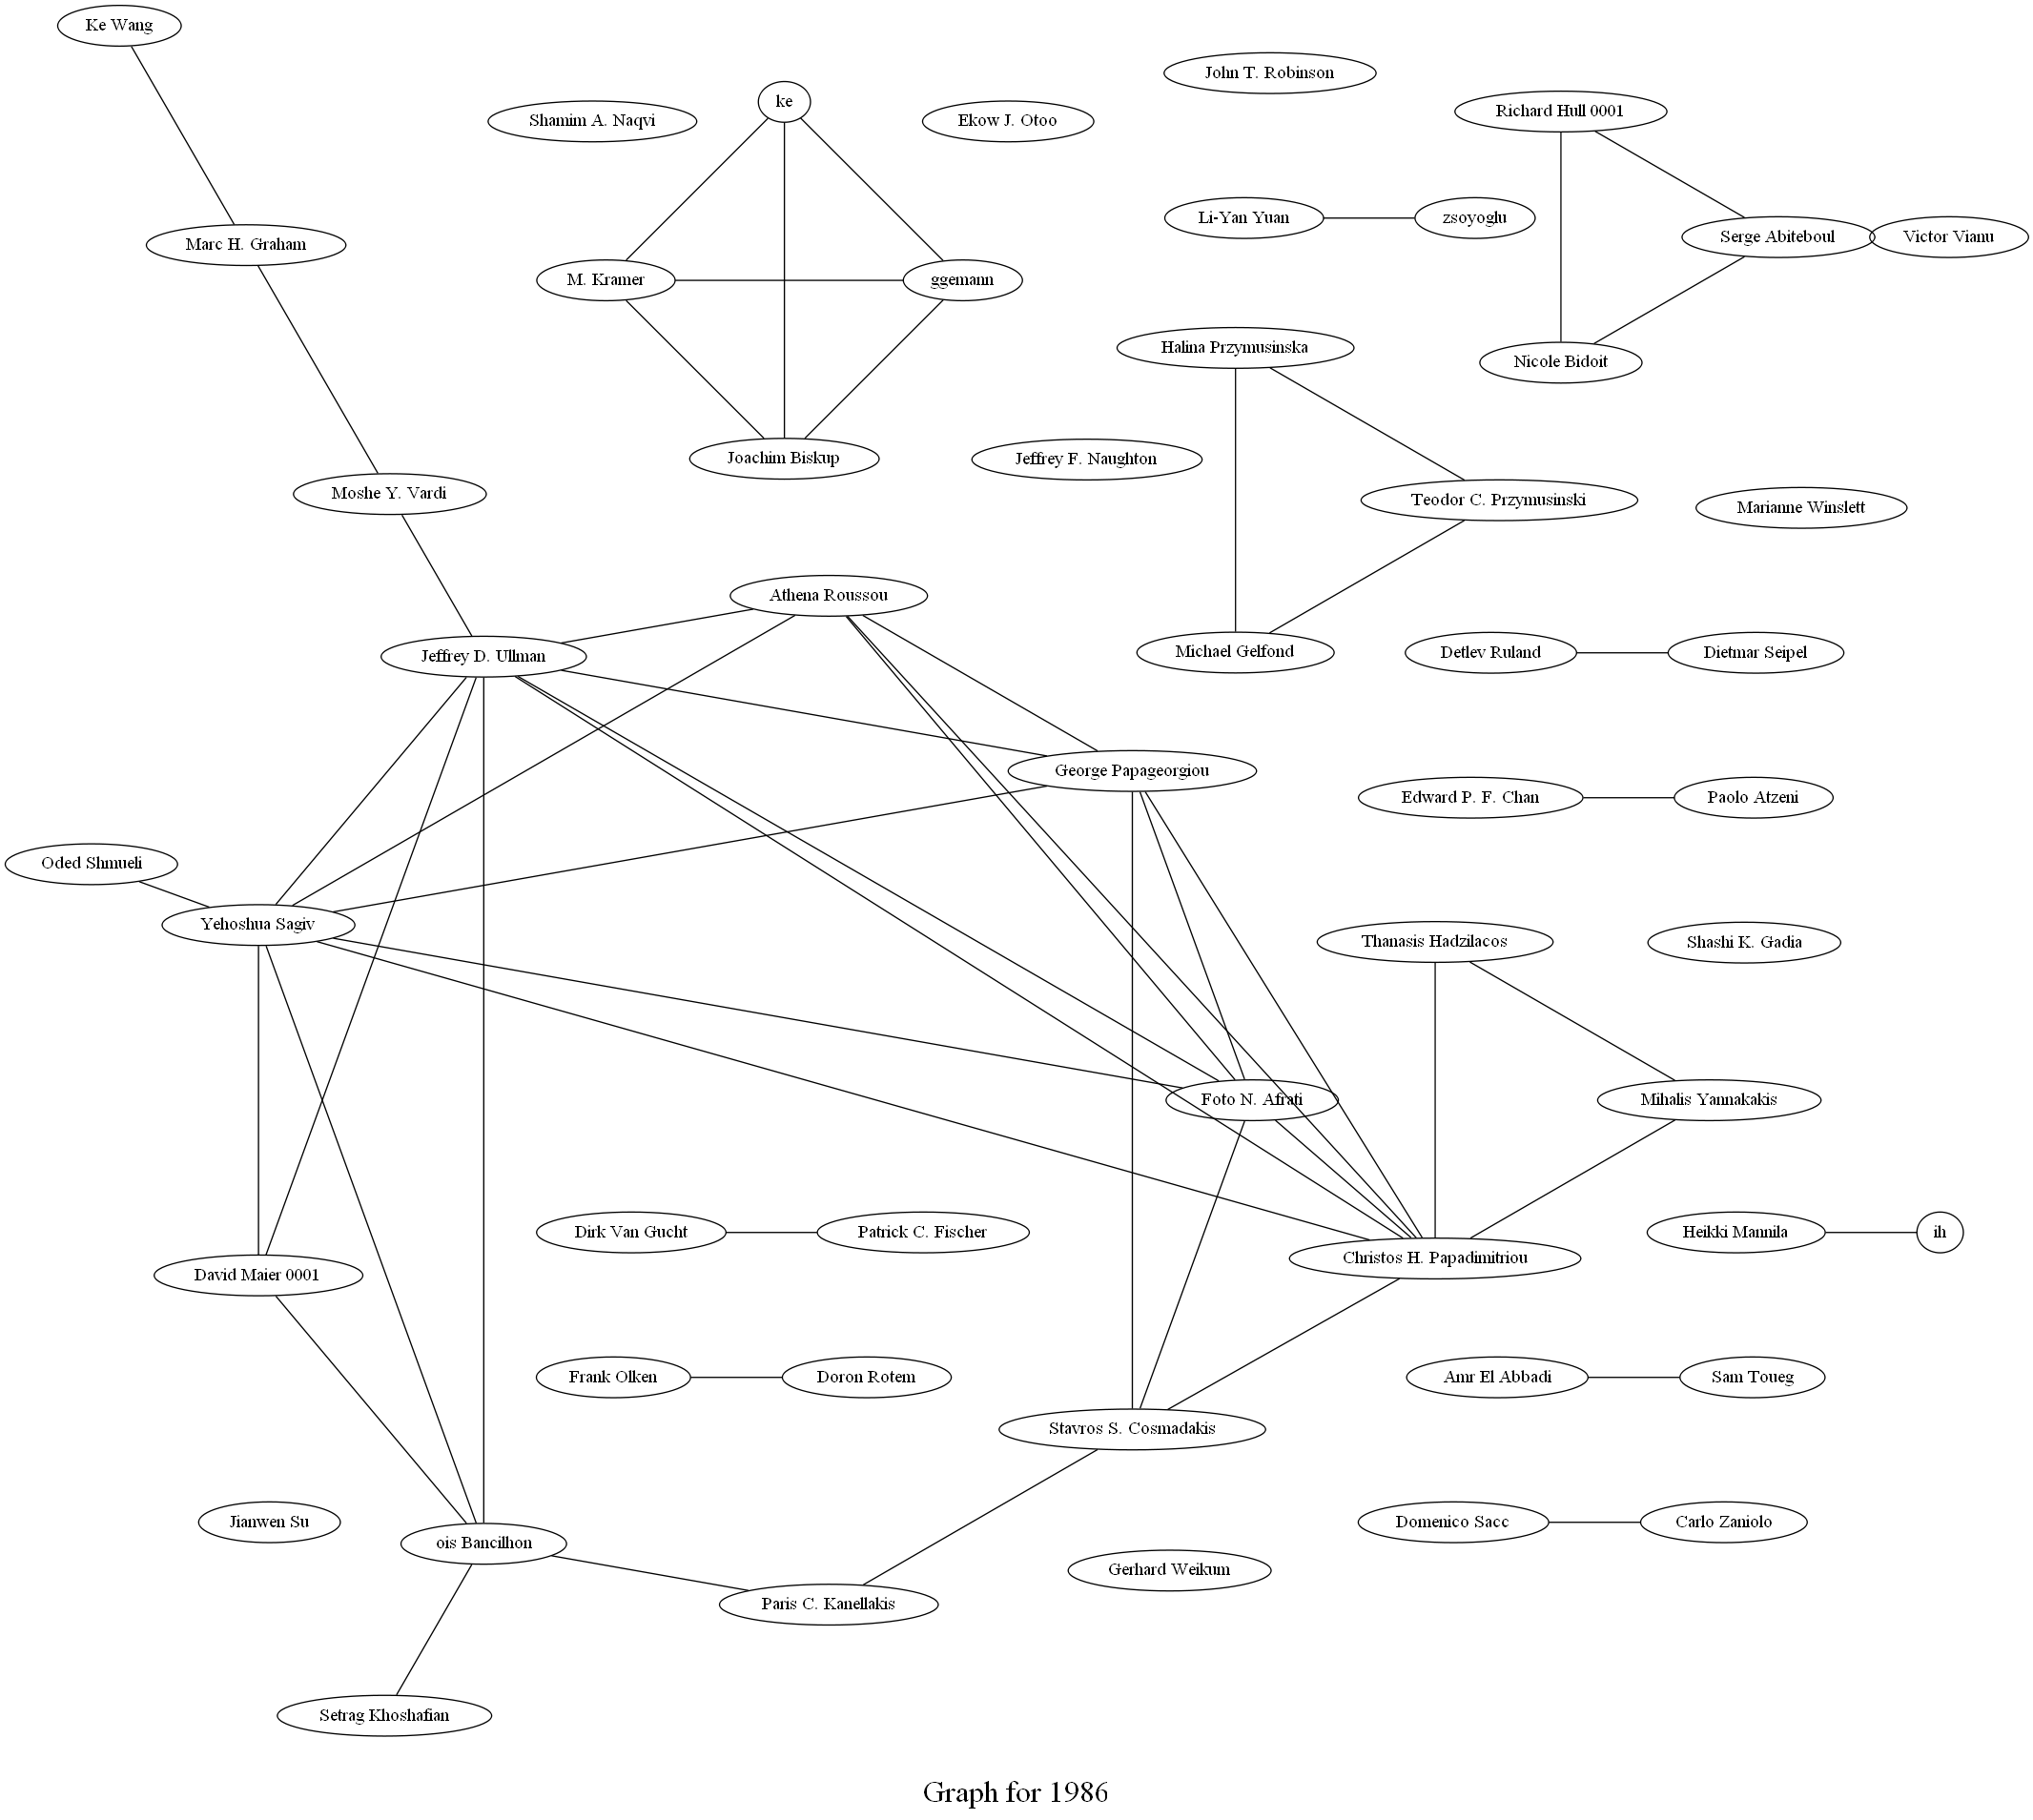 Ke Wang
John T. Robinson
ke
Richard Hull 0001
Shamim A. Naqvi
Ekow J. Otoo
Li-Yan Yuan
zsoyoglu
Serge Abiteboul
Victor Vianu
Marc H. Graham
M. Kramer
ggemann
Halina Przymusinska
Nicole Bidoit
Joachim Biskup
Jeffrey F. Naughton
Moshe Y. Vardi
Teodor C. Przymusinski
Marianne Winslett
Athena Roussou
Jeffrey D. Ullman
Michael Gelfond
Detlev Ruland
Dietmar Seipel
George Papageorgiou
Edward P. F. Chan
Paolo Atzeni
Oded Shmueli
Yehoshua Sagiv
Thanasis Hadzilacos
Shashi K. Gadia
Foto N. Afrati
Mihalis Yannakakis
Dirk Van Gucht
Patrick C. Fischer
Heikki Mannila
ih
Christos H. Papadimitriou
David Maier 0001
Frank Olken
Doron Rotem
Amr El Abbadi
Sam Toueg
Stavros S. Cosmadakis
Jianwen Su
Domenico Sacc
Carlo Zaniolo
ois Bancilhon
Gerhard Weikum
Paris C. Kanellakis
Setrag Khoshafian
Graph for 1986